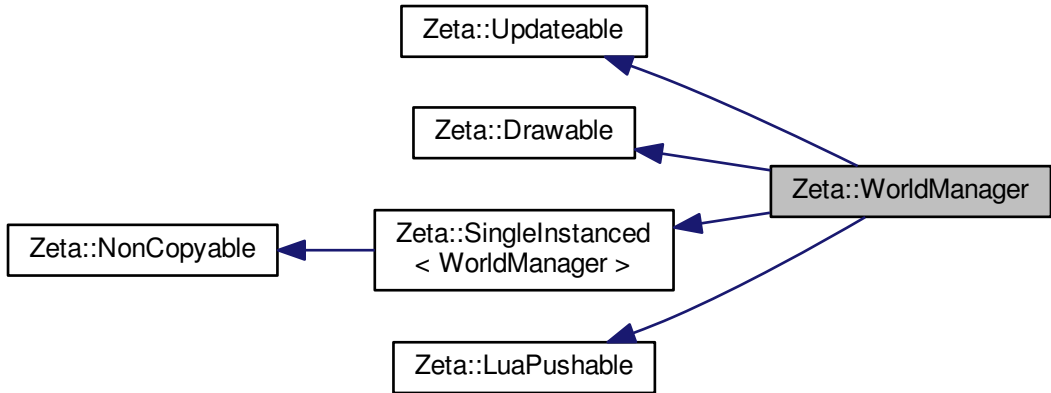 Zeta::Updateable
Zeta::Drawable
Zeta::WorldManager
Zeta::NonCopyable
Zeta::SingleInstanced
< WorldManager >
Zeta::LuaPushable